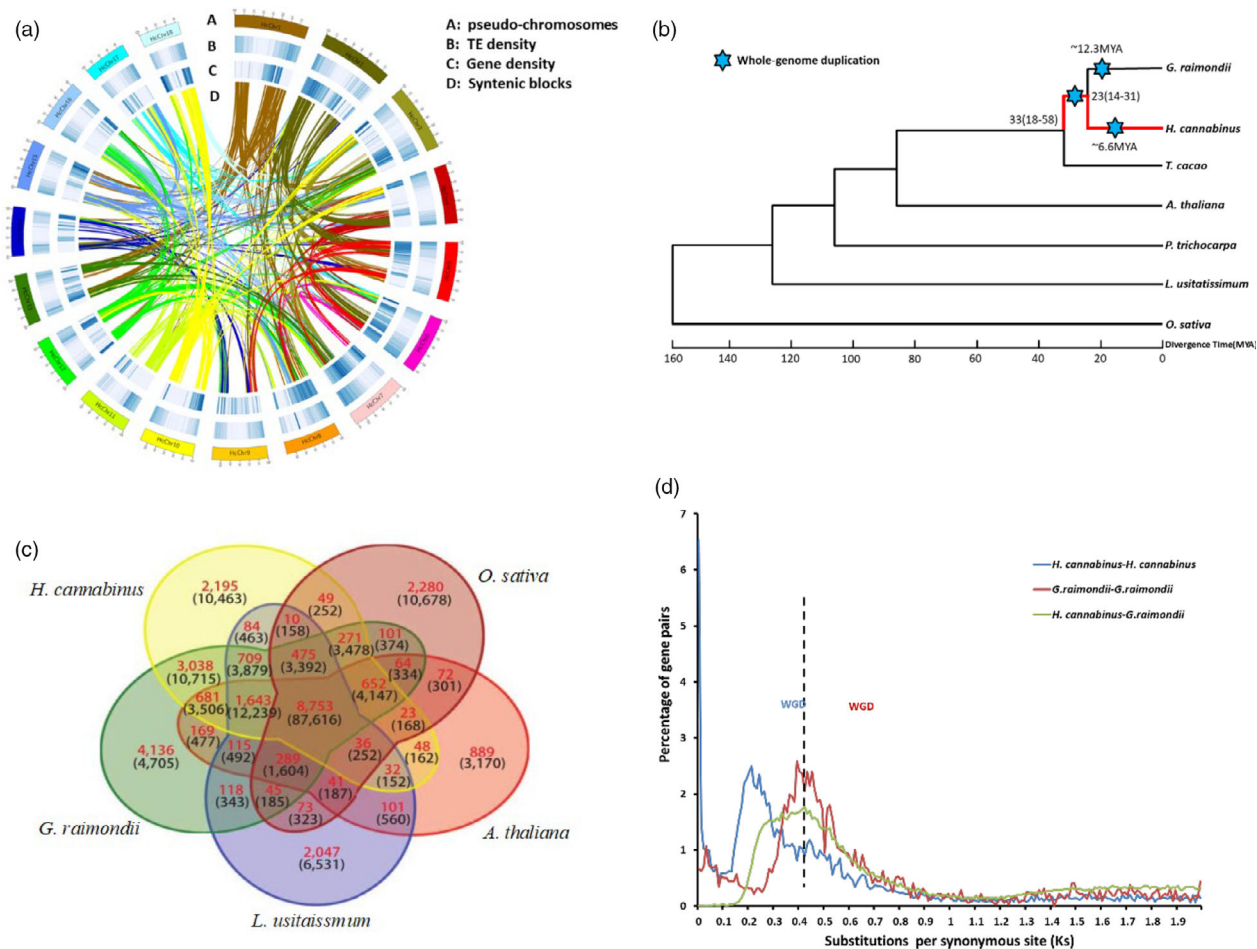 (a)
A
B
C
D
A: pseudo-chromosomes
B: TE density
C: Gene density
D: Syntenic blocks
HcChr7
HcChr8
HcChr9
HcChr10
HcChr11
(b)
Whole-genome duplication
~12.3MYA
G. raimondii
23(14-31)
33(18-58)
H. cannabinus
~6.6MYA
T. cacao
A. thaliana
P. trichocarpa
L. usitatissimum
O. sativa
Divergence Time(MYA)
160 140 120 100 80 60 40 20 0
(c)
H. cannabinus
O. sativa
2,195
(10,463)
49
(252)
2,280
(10,678)
84
(463)
10
(158)
271
(3,478)
101
(374)
3,038
(10,715)
709
(3,879)
475
(3,392)
64
(334)
72
(301)
681
(3,506)
1,643
(12,239)
8,753
(87,616)
652
(4,147)
23
(168)
169
(477)
4,136
(4,705)
115
(492)
289
(1,604)
36
(252)
48
(162)
889
(3,170)
32
(152)
118
(343)
45
(185)
41
(187)
73
(323)
101
(560)
G. raimondii
A. thaliana
2,047
(6,531)
L. usitaissmum
(d)
7
6
5
4
3
2
1
0
Percentage of gene pairs
H. cannabinus-H. cannabinus
G.raimondii-G.raimondii
H. cannabinus-G.raimondii
WGD
WGD
0 0.1 0.2 0.3 0.4 0.5 0.6 0.7 0.8 0.9 1 1.1 1.2 1.3 1.4 1.5 1.6 1.7 1.8 1.9
Substitutions per synonymous site (Ks)